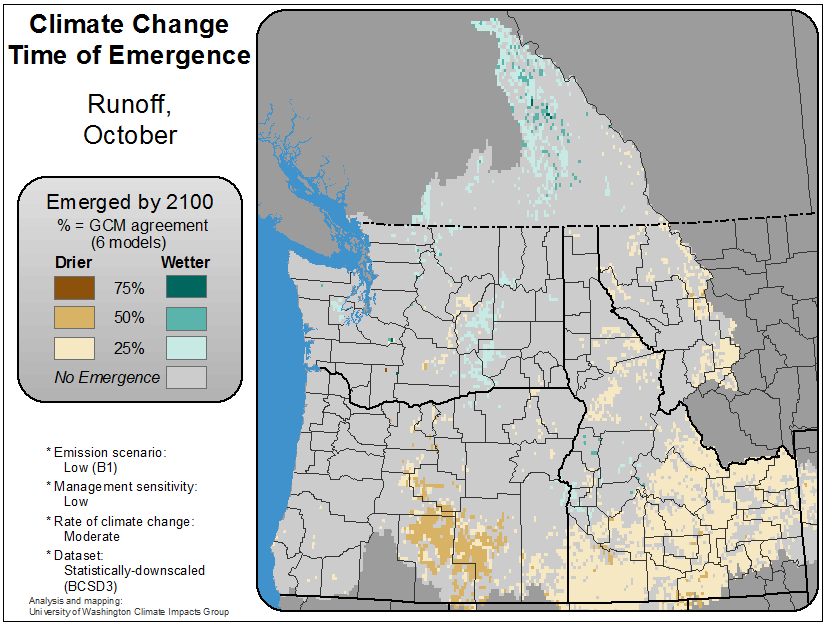 Climate Change
Time of Emergence
Runoff,
October
Emerged by 2100
% = GCM agreement
(6 models)
Drier Wetter
75%
50%
25%
No Emergence
* Emission scenario:
Low (B1)
* Management sensitivity:
Low
* Rate of climate change:
Moderate
* Dataset:
Statistically-downscaled
(BCSD3)
Analysis and mapping:
University of Washington Climate Impacts Group